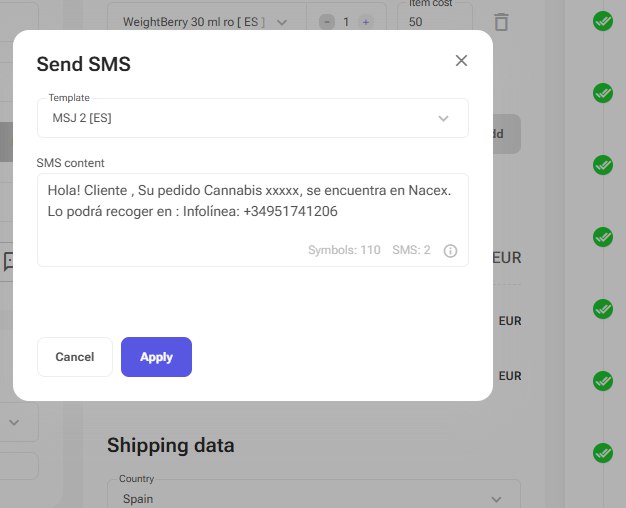 Item cost
WeightBerry 30 ml ro [ ES ]
- 1 +
50
Send SMS
Template
MSJ 2 [ES]
SMS content
Hola! Cliente , Su pedido Cannabis xxxxx, se encuentra en Nacex.
Lo podrá recoger en : Infolínea: +34951741206
Symbols: 110 SMS: 2
EUR
EUR
Cancel
Apply
EUR
Shipping data
Country
Spain